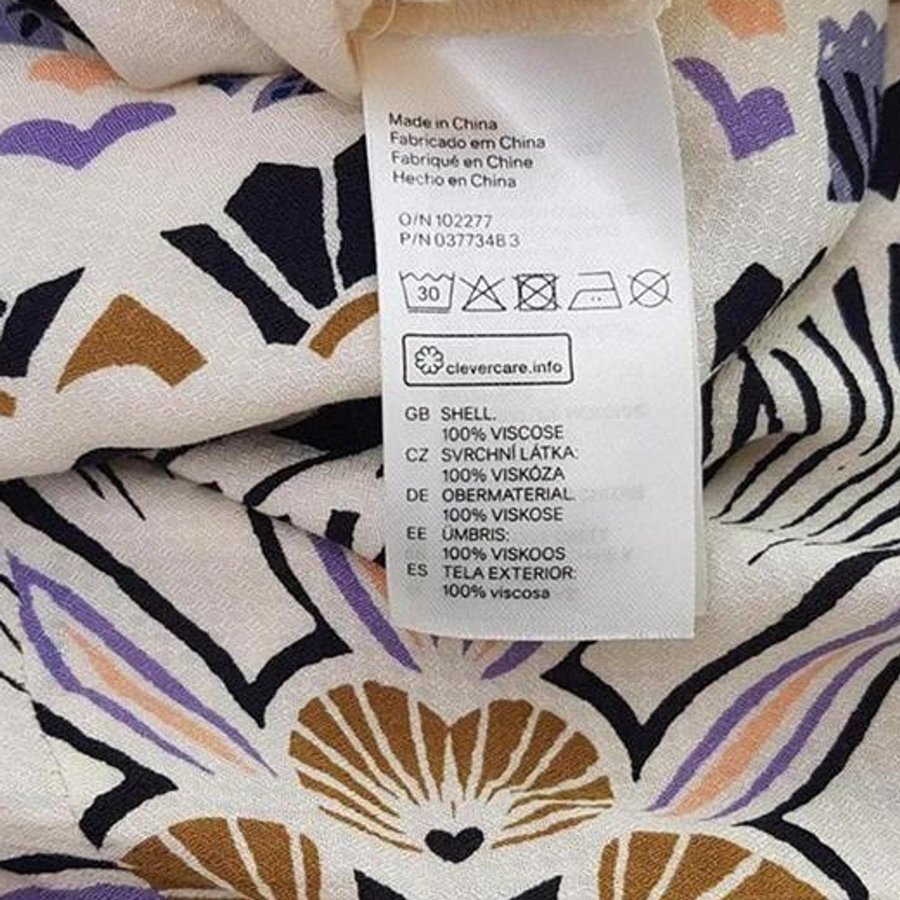 Made in China
Fabricado em China
Fabriqué en Chine
Hecho en China
O/N 102277
P/N 0377348 3
30
clevercare.info
GB SHELL.
100% VISCOSE
CZ SVRCHNÍ LÁTKA:
100% VISKÓZA
DE OBERMATERIAL.
100% VISKOSE
EE ÜMBRIS:
100% VISKOOS
ES TELA EXTERIOR:
100% viscosa